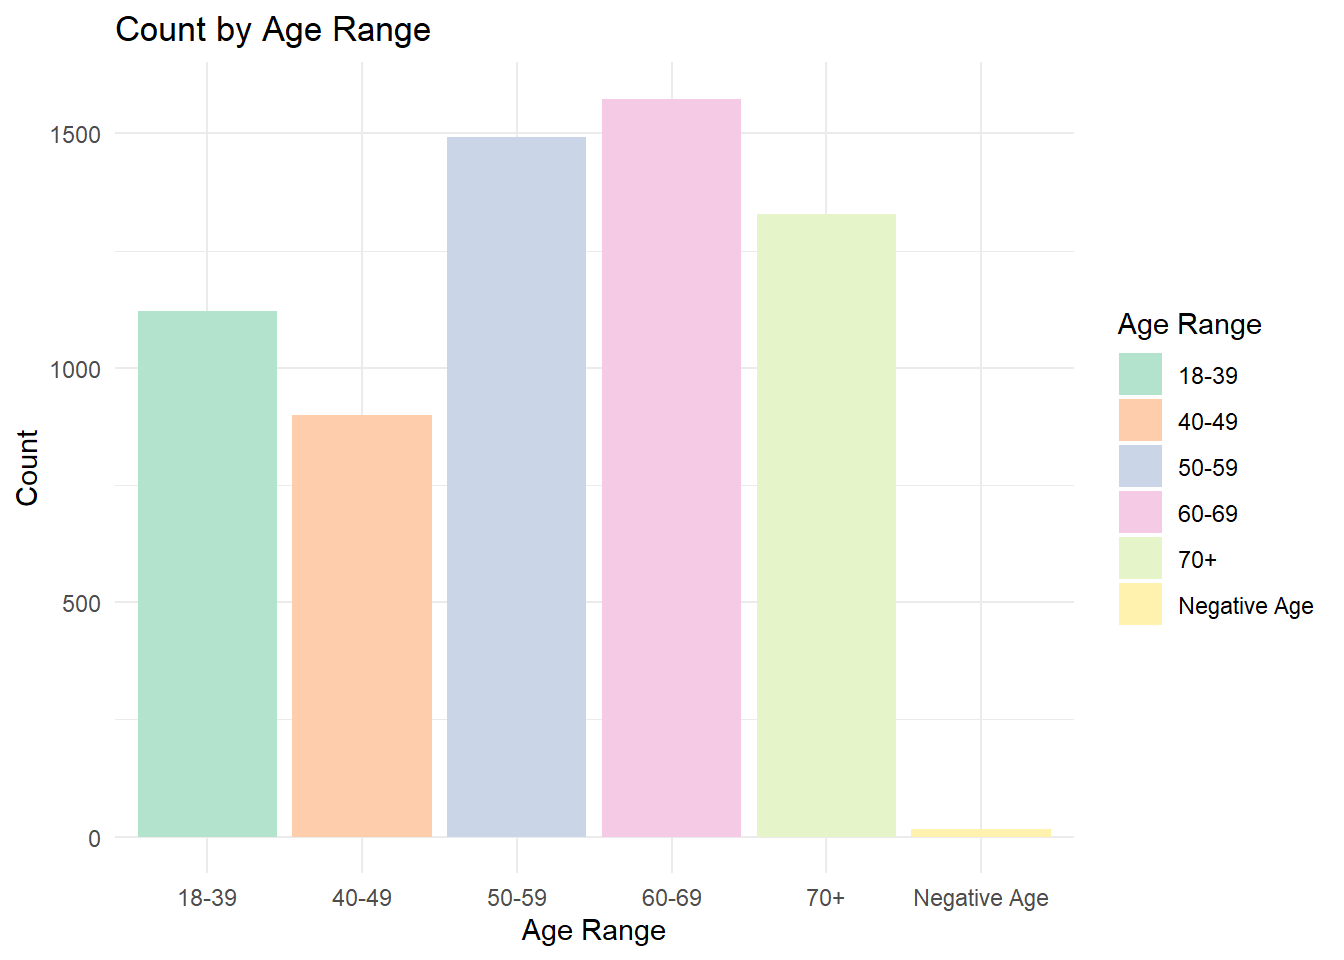 Count by Age Range
1500
1000
500
0
Count
18-39
40-49
50-59
60-69
70+
Negative Age
Age Range
Age Range
18-39
40-49
50-59
60-69
70+
Negative Age